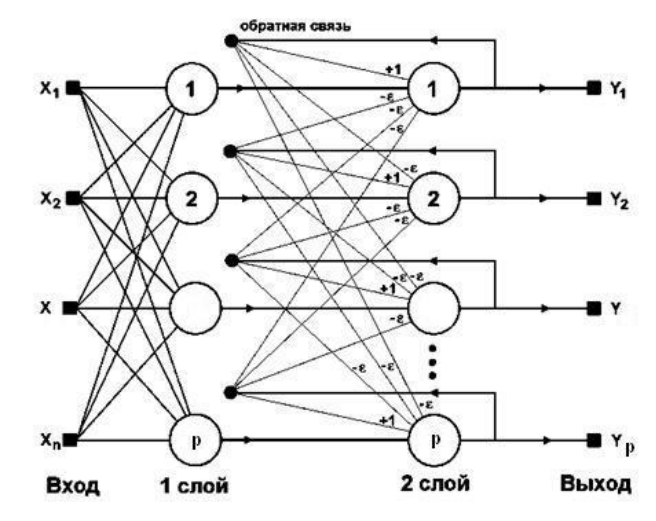 обратная связь
X1 1 +1 1 Y1
-ε
-ε
-ε
X2 2 -ε +1 2 Y2
-ε
-ε
X -ε -ε +1 Y
-ε
-ε -ε
-ε
Xn p +1 p Yp
Вход 1 слой 2 слой Выход